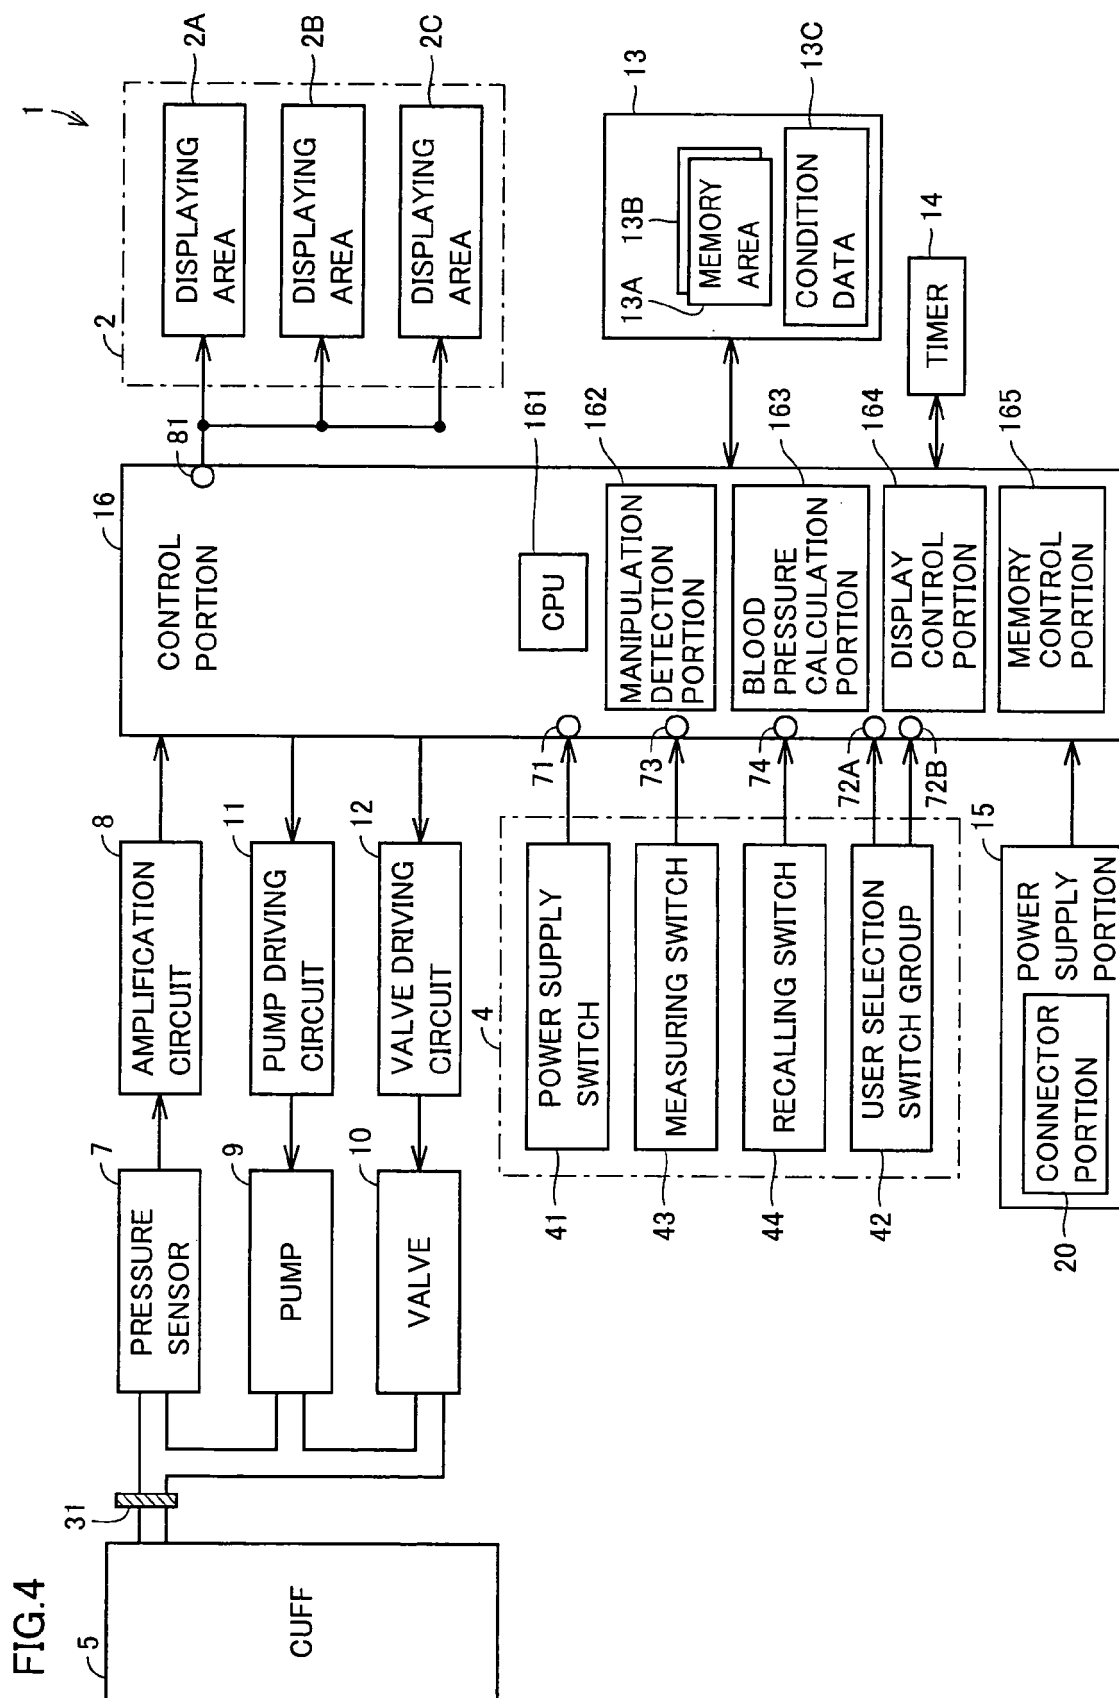 FIG.4
1
5
CUFF
31
7
PRESSURE
SENSOR
8
AMPLIFICATION
CIRCUIT
9
PUMP
11
PUMP DRIVING
CIRCUIT
10
VALVE
12
VALVE DRIVING
CIRCUIT
16
CONTROL
PORTION
81
2
DISPLAYING
AREA
2A
DISPLAYING
AREA
2B
DISPLAYING
AREA
2C
4
41
POWER SUPPLY
SWITCH
71
43
MEASURING SWITCH
73
44
RECALLING SWITCH
74
42
USER SELECTION
SWITCH GROUP
72A
72B
CPU
161
MANIPULATION
DETECTION
PORTION
162
BLOOD
PRESSURE
CALCULATION
PORTION
163
DISPLAY
CONTROL
PORTION
164
MEMORY
CONTROL
PORTION
165
13
13A
13B
MEMORY
AREA
CONDITION
DATA
13C
TIMER
14
15
POWER
SUPPLY
PORTION
20
CONNECTOR
PORTION